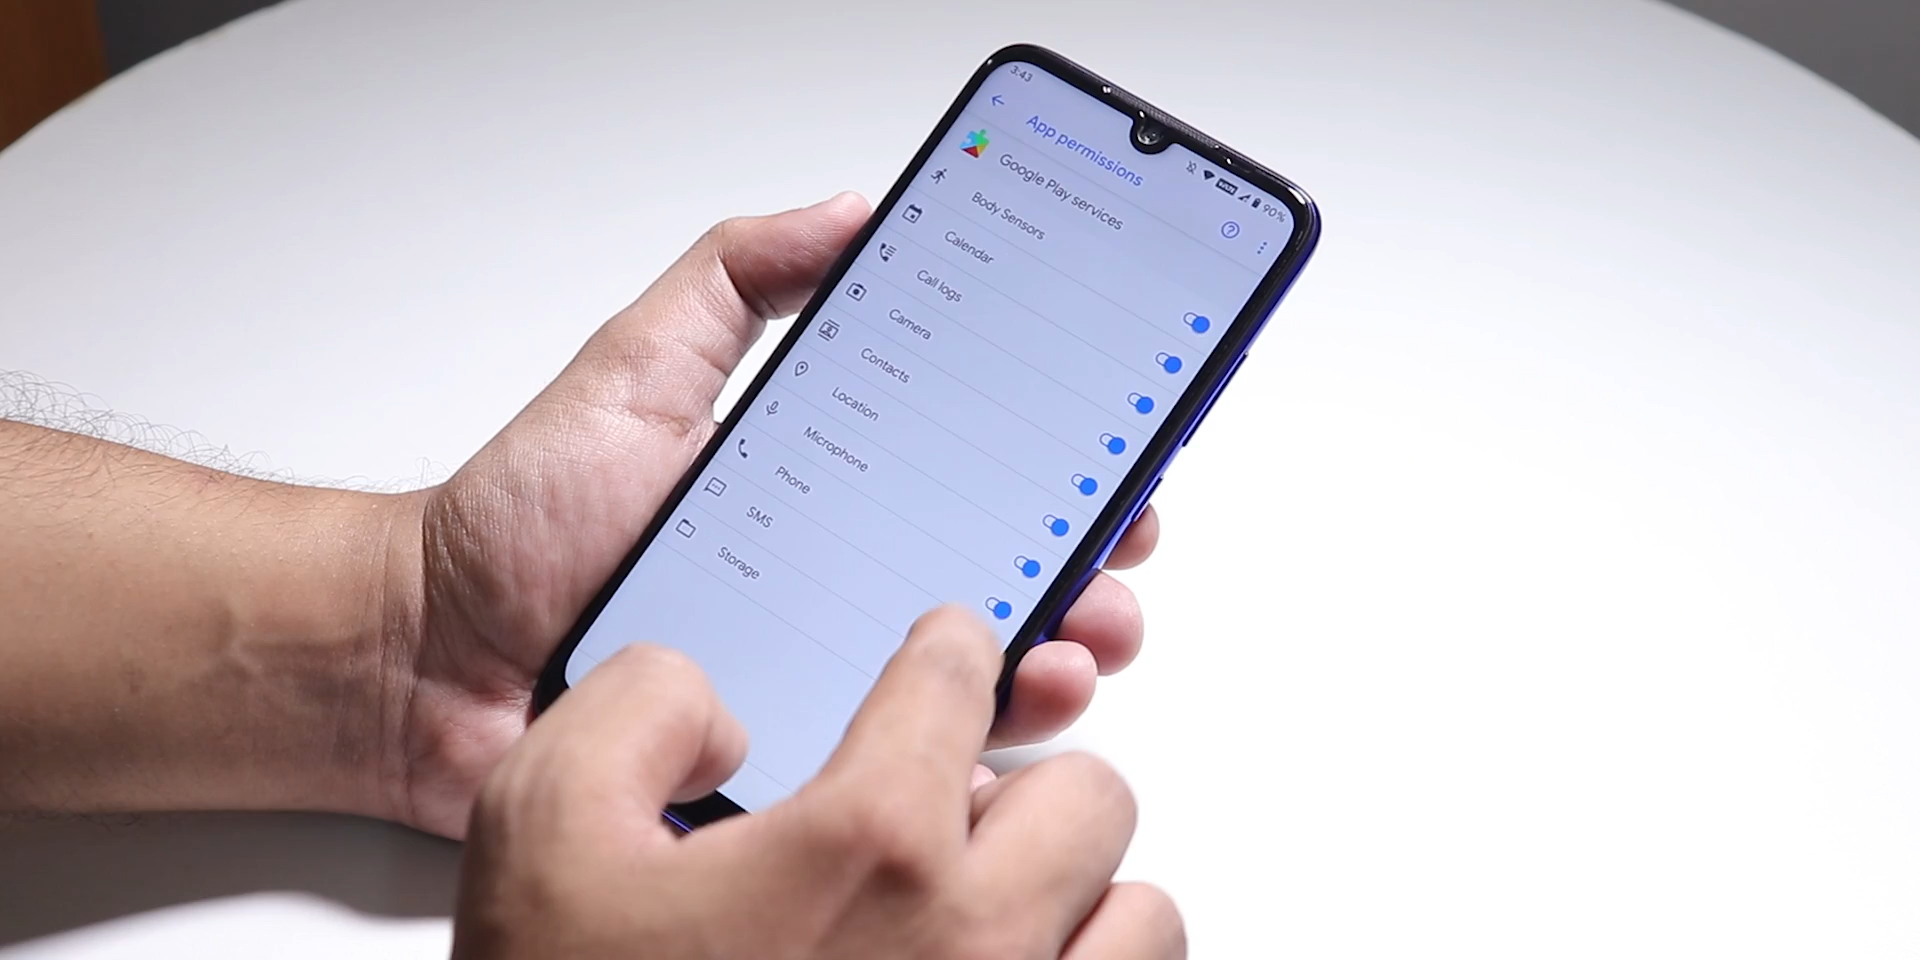 3:43
90%
App permissions
Google Play services
Body Sensors
Calendar
Call logs
Camera
Contacts
Location
Microphone
Phone
SMS
Storage